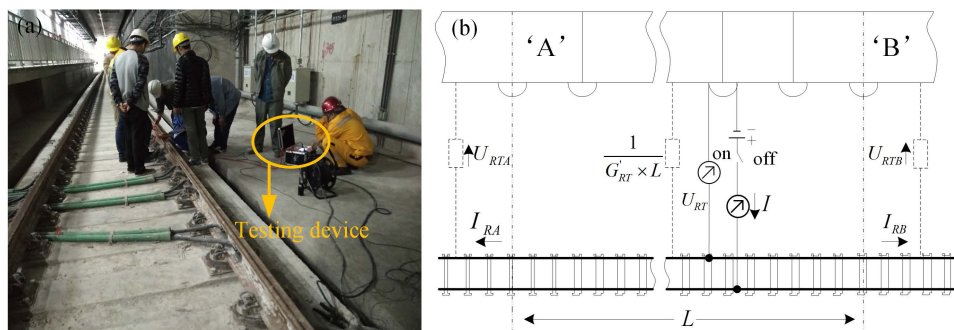 (a)
Testing device
(b)
'A'
'B'
U_RTA
1
G'_RT × L
on
off
U_RT
I
U_RTB
I_RA
I_RB
− +
L